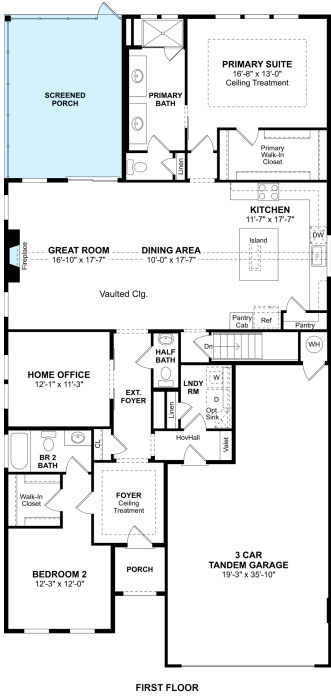 PRIMARY SUITE
16'-8" x 13'-0"
Ceiling Treatment
SCREENED
PORCH
PRIMARY
BATH
Linen
Primary
Walk-In
Closet
KITCHEN
11'-7" x 17'-7"
DW
Island
GREAT ROOM
16'-10" x 17'-7"
DINING AREA
10'-0" x 17'-7"
Fireplace
Vaulted Clg.
Pantry
Cab
Ref
Pantry
Dn
WH
HALF
BATH
HOME OFFICE
12'-1" x 11'-3"
EXT.
FOYER
LNDY
RM
W
D
Opt.
Sink
Linen
HovHall
Valet
CL
BR 2
BATH
Walk-In
Closet
FOYER
Ceiling
Treatment
BEDROOM 2
12'-3" x 12'-0"
PORCH
3 CAR
TANDEM GARAGE
19'-3" x 35'-10"
FIRST FLOOR